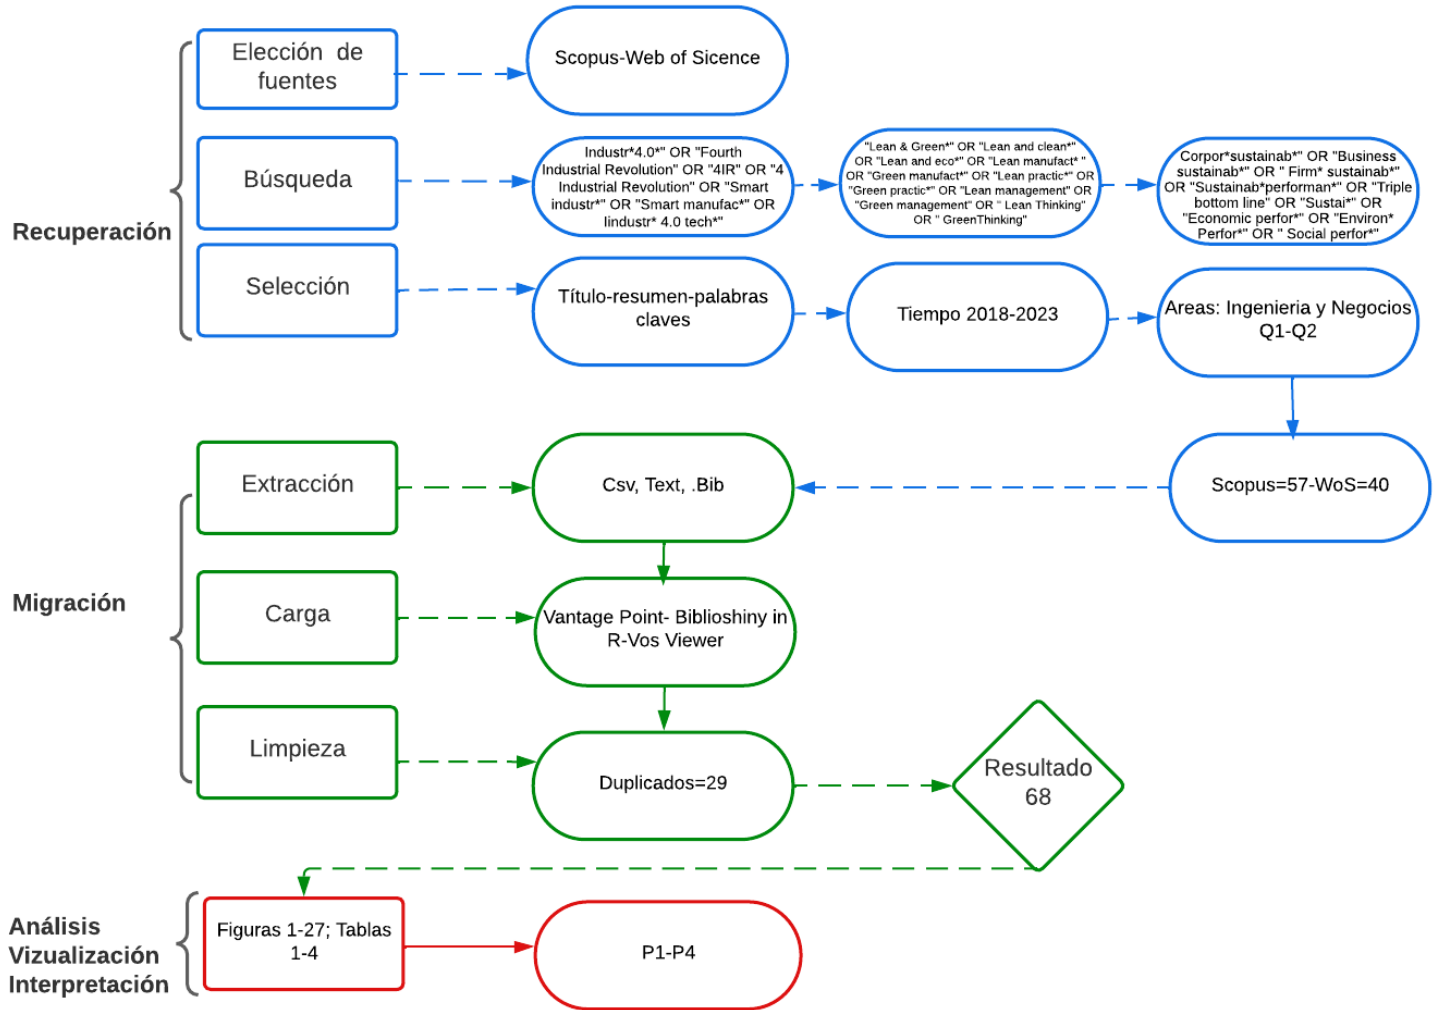 Elección de
fuentes
Scopus-Web of Sicence
Recuperación
Búsqueda
Industr*4.0*" OR "Fourth
Industrial Revolution" OR "4IR" OR "4
Industrial Revolution" OR "Smart
industr*" OR "Smart manufac*" OR
Iindustr* 4.0 tech*"
"Lean & Green*" OR "Lean and clean*"
OR "Lean and eco*" OR "Lean manufact* "
OR "Green manufact*" OR "Lean practic*" OR
"Green practic*" OR "Lean management" OR
"Green management" OR " Lean Thinking"
OR " GreenThinking"
Corpor*sustainab*" OR "Business
sustainab*" OR " Firm* sustainab*"
OR "Sustainab*performan*" OR "Triple
bottom line" OR "Sustai*" OR
"Economic perfor*" OR "Environ*
Perfor*" OR " Social perfor*"
Selección
Título-resumen-palabras
claves
Tiempo 2018-2023
Areas: Ingenieria y Negocios
Q1-Q2
Scopus=57-WoS=40
Migración
Extracción
Csv, Text, .Bib
Carga
Vantage Point- Biblioshiny in
R-Vos Viewer
Limpieza
Duplicados=29
Resultado
68
Análisis
Vizualización
Interpretación
Figuras 1-27; Tablas
1-4
P1-P4